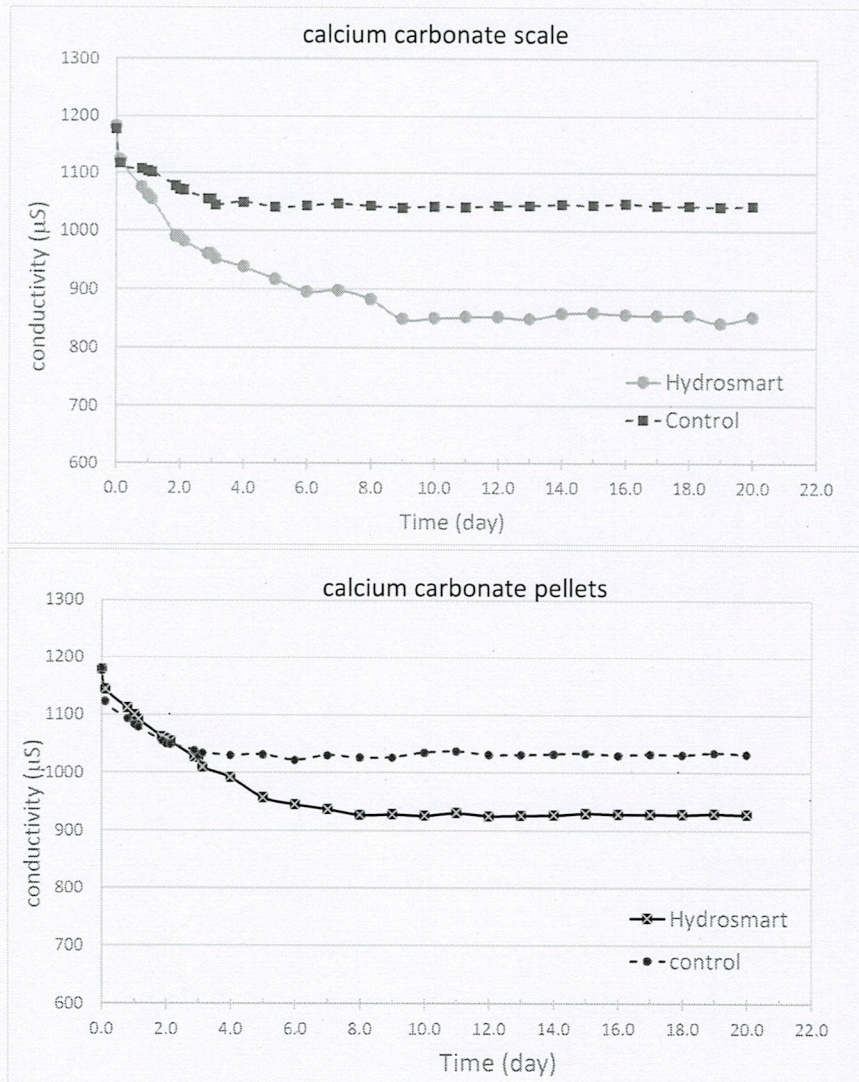 calcium carbonate scale
1300
1200
1100
1000
900
800
700
600
conductivity (µS)
Hydrosmart
Control
0.0 2.0 4.0 6.0 8.0 10.0 12.0 14.0 16.0 18.0 20.0 22.0
Time (day)
calcium carbonate pellets
1300
1200
1100
1000
900
800
700
600
conductivity (µS)
Hydrosmart
control
0.0 2.0 4.0 6.0 8.0 10.0 12.0 14.0 16.0 18.0 20.0 22.0
Time (day)